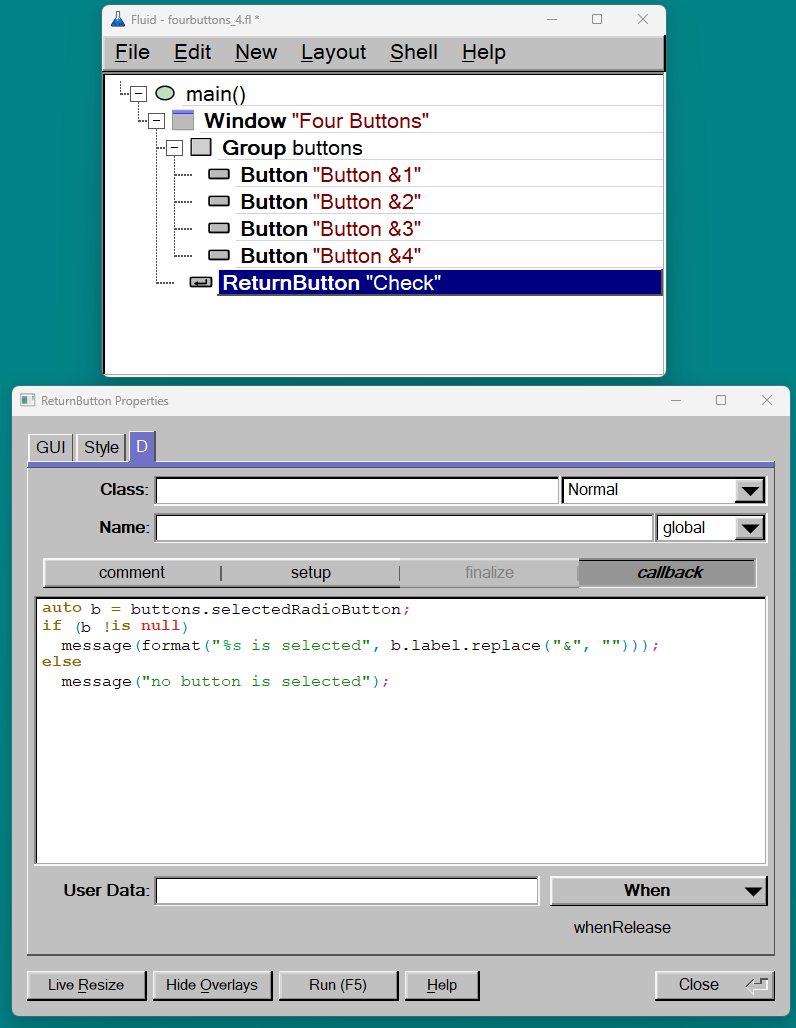 Fluid - fourbuttons_4.fl *
File Edit New Layout Shell Help
main()
Window "Four Buttons"
Group buttons
Button "Button &1"
Button "Button &2"
Button "Button &3"
Button "Button &4"
ReturnButton "Check"
ReturnButton Properties
GUI Style D
Class: Normal
Name: global
comment setup finalize callback
auto b = buttons.selectedRadioButton;
if (b !is null)
  message(format("%s is selected", b.label.replace("&", "")));
else
  message("no button is selected");
User Data: When
whenRelease
Live Resize Hide Overlays Run (F5) Help Close